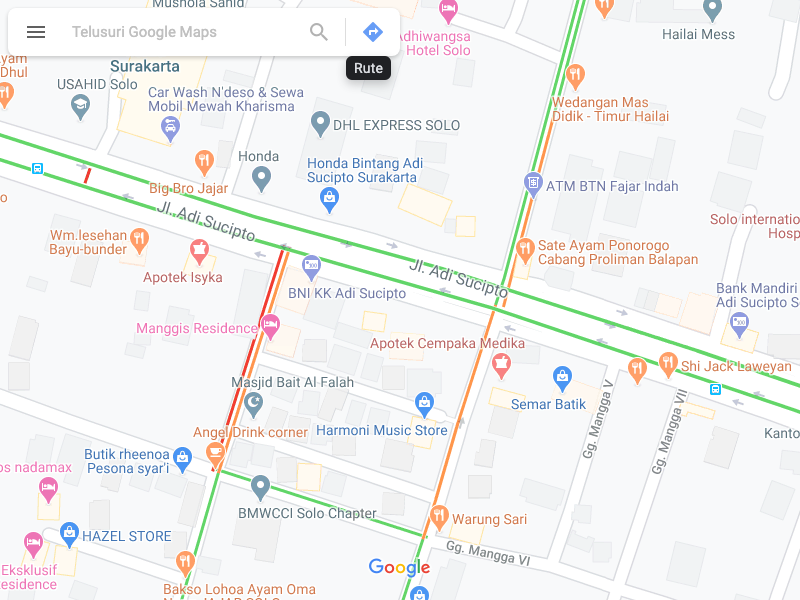 Mushola Sahid
Telusuri Google Maps
Rute
Adhiwangsa
Hotel Solo
Hailai Mess
Ayam
Dhul
Surakarta
USAHID Solo
Car Wash N'deso & Sewa
Mobil Mewah Kharisma
Wedangan Mas
Didik - Timur Hailai
DHL EXPRESS SOLO
Honda
Honda Bintang Adi
Sucipto Surakarta
Big Bro Jajar
ATM BTN Fajar Indah
Jl. Adi Sucipto
Solo internatio
Hosp
Wm.lesehan
Bayu-bunder
Sate Ayam Ponorogo
Cabang Proliman Balapan
Apotek Isyka
Jl. Adi Sucipto
BNI KK Adi Sucipto
Bank Mandiri
Adi Sucipto S
Manggis Residence
Apotek Cempaka Medika
Shi Jack Laweyan
Masjid Bait Al Falah
Semar Batik
Gg. Mangga V
Gg. Mangga VII
Angel Drink corner
Harmoni Music Store
Kanto
Butik rheenoa
Pesona syar'i
os nadamax
BMWCCI Solo Chapter
Warung Sari
HAZEL STORE
Gg. Mangga VI
Eksklusif
esidence
Google
Bakso Lohoa Ayam Oma